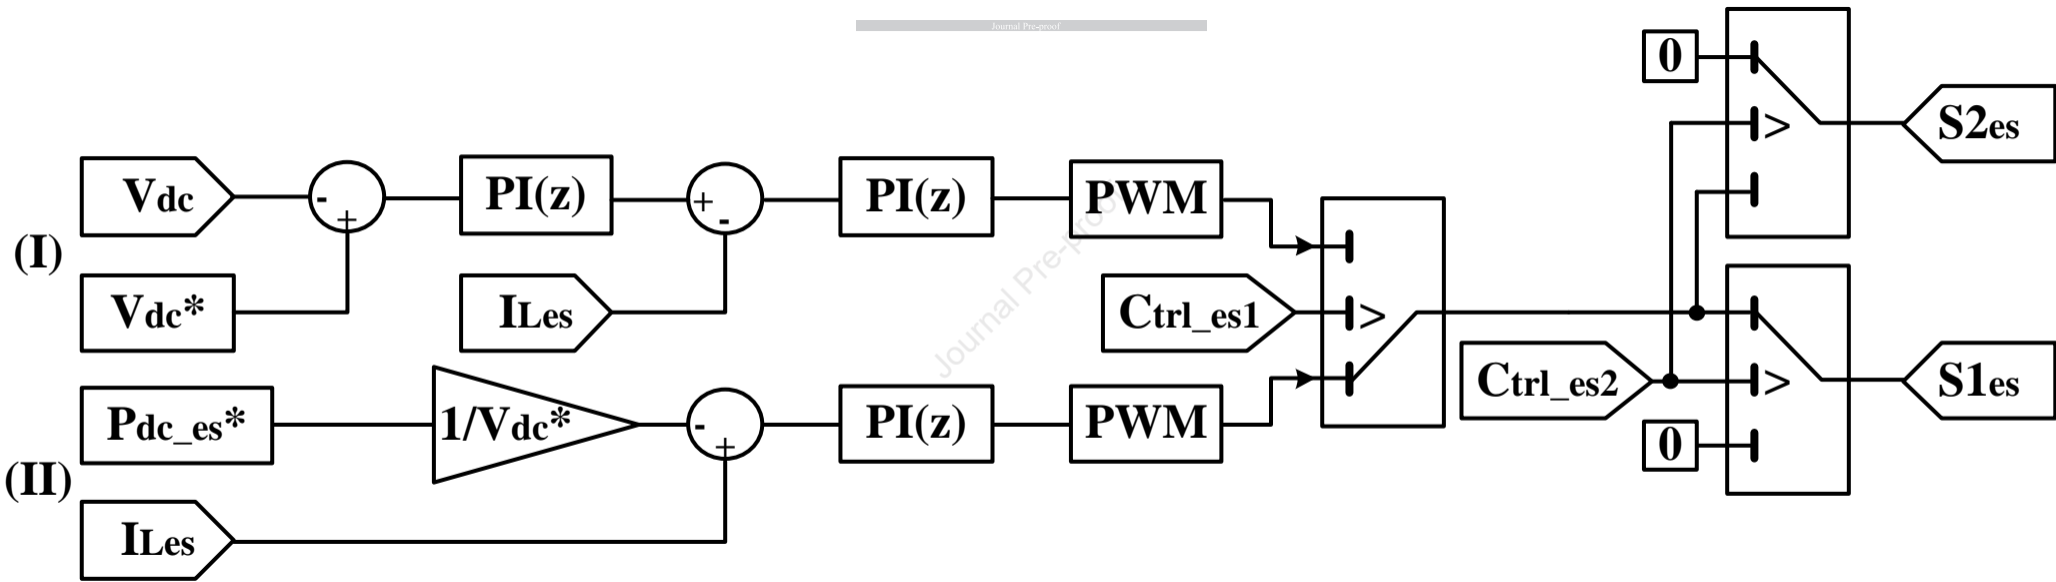 Journal Pre-proof
0
>
S2es
Vdc
-
+
PI(z)
+
-
PI(z)
PWM
(I)
Vdc*
ILes
Ctrl_es1
>
Ctrl_es2
>
S1es
Pdc_es*
1/Vdc*
-
+
PI(z)
PWM
0
(II)
ILes
Journal Pre-proof